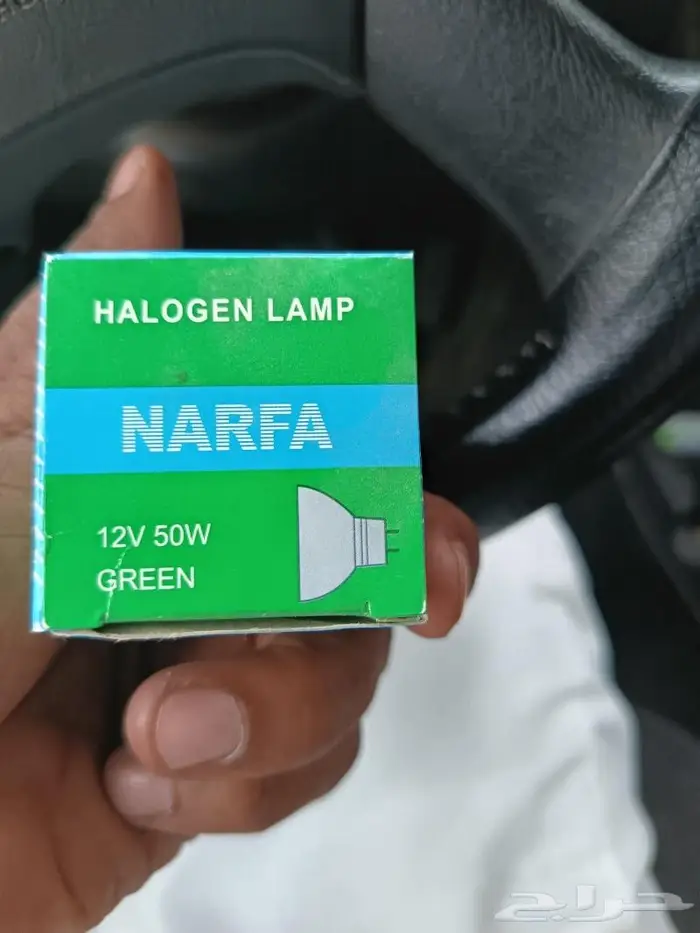 HALOGEN LAMP
NARFA
12V 50W
GREEN
حراج